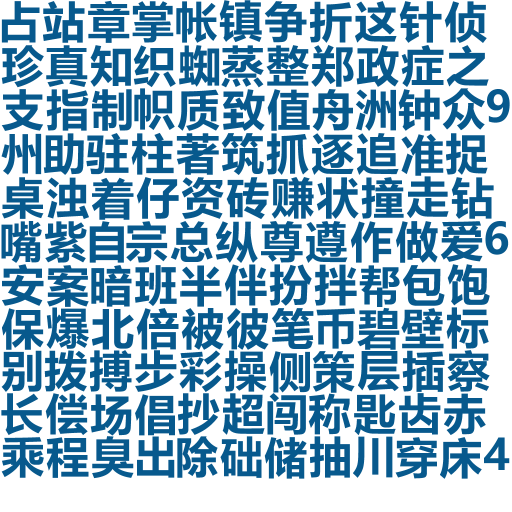 占站章掌帐镇争折这针侦
珍真知织蜘蒸整郑政症之
支指制帜质致值舟洲钟众9
州助驻柱著筑抓逐追准捉
桌浊着仔资砖赚状撞走钻
嘴紫自宗总纵尊遵作做爱6
安案暗班半伴扮拌帮包饱
保爆北倍被彼笔币碧壁标
别拨搏步彩操侧策层插察
长偿场倡抄超闯称匙齿赤
乘程臭出除础储抽川穿床4